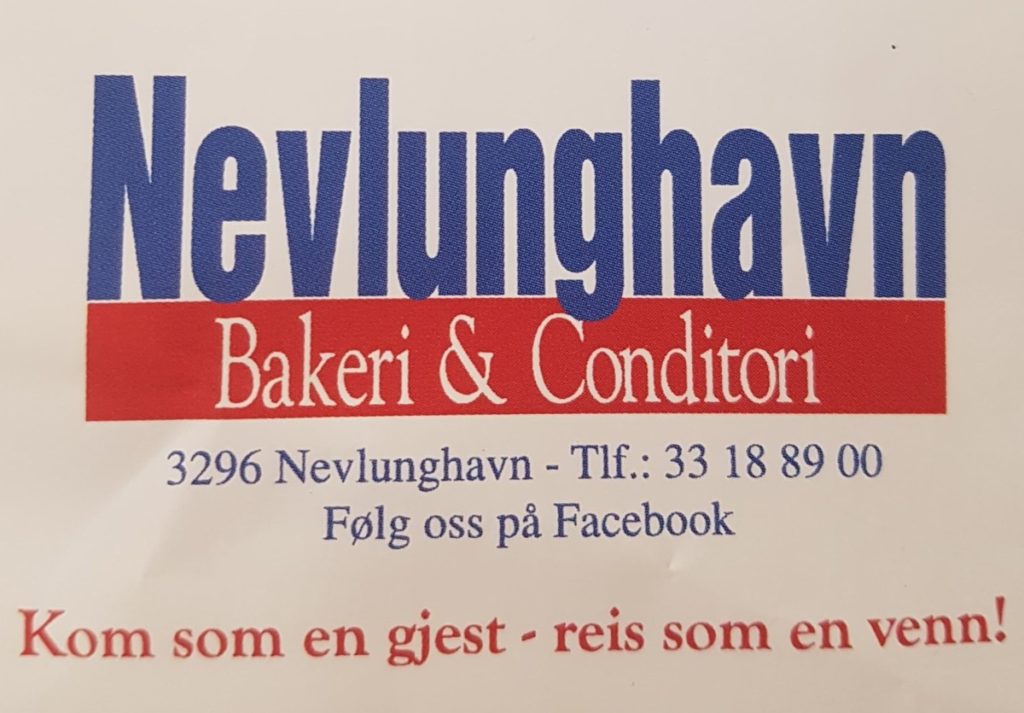 Nevlunghavn
Bakeri & Conditori
3296 Nevlunghavn - Tlf.: 33 18 89 00
Følg oss på Facebook
Kom som en gjest - reis som en venn!